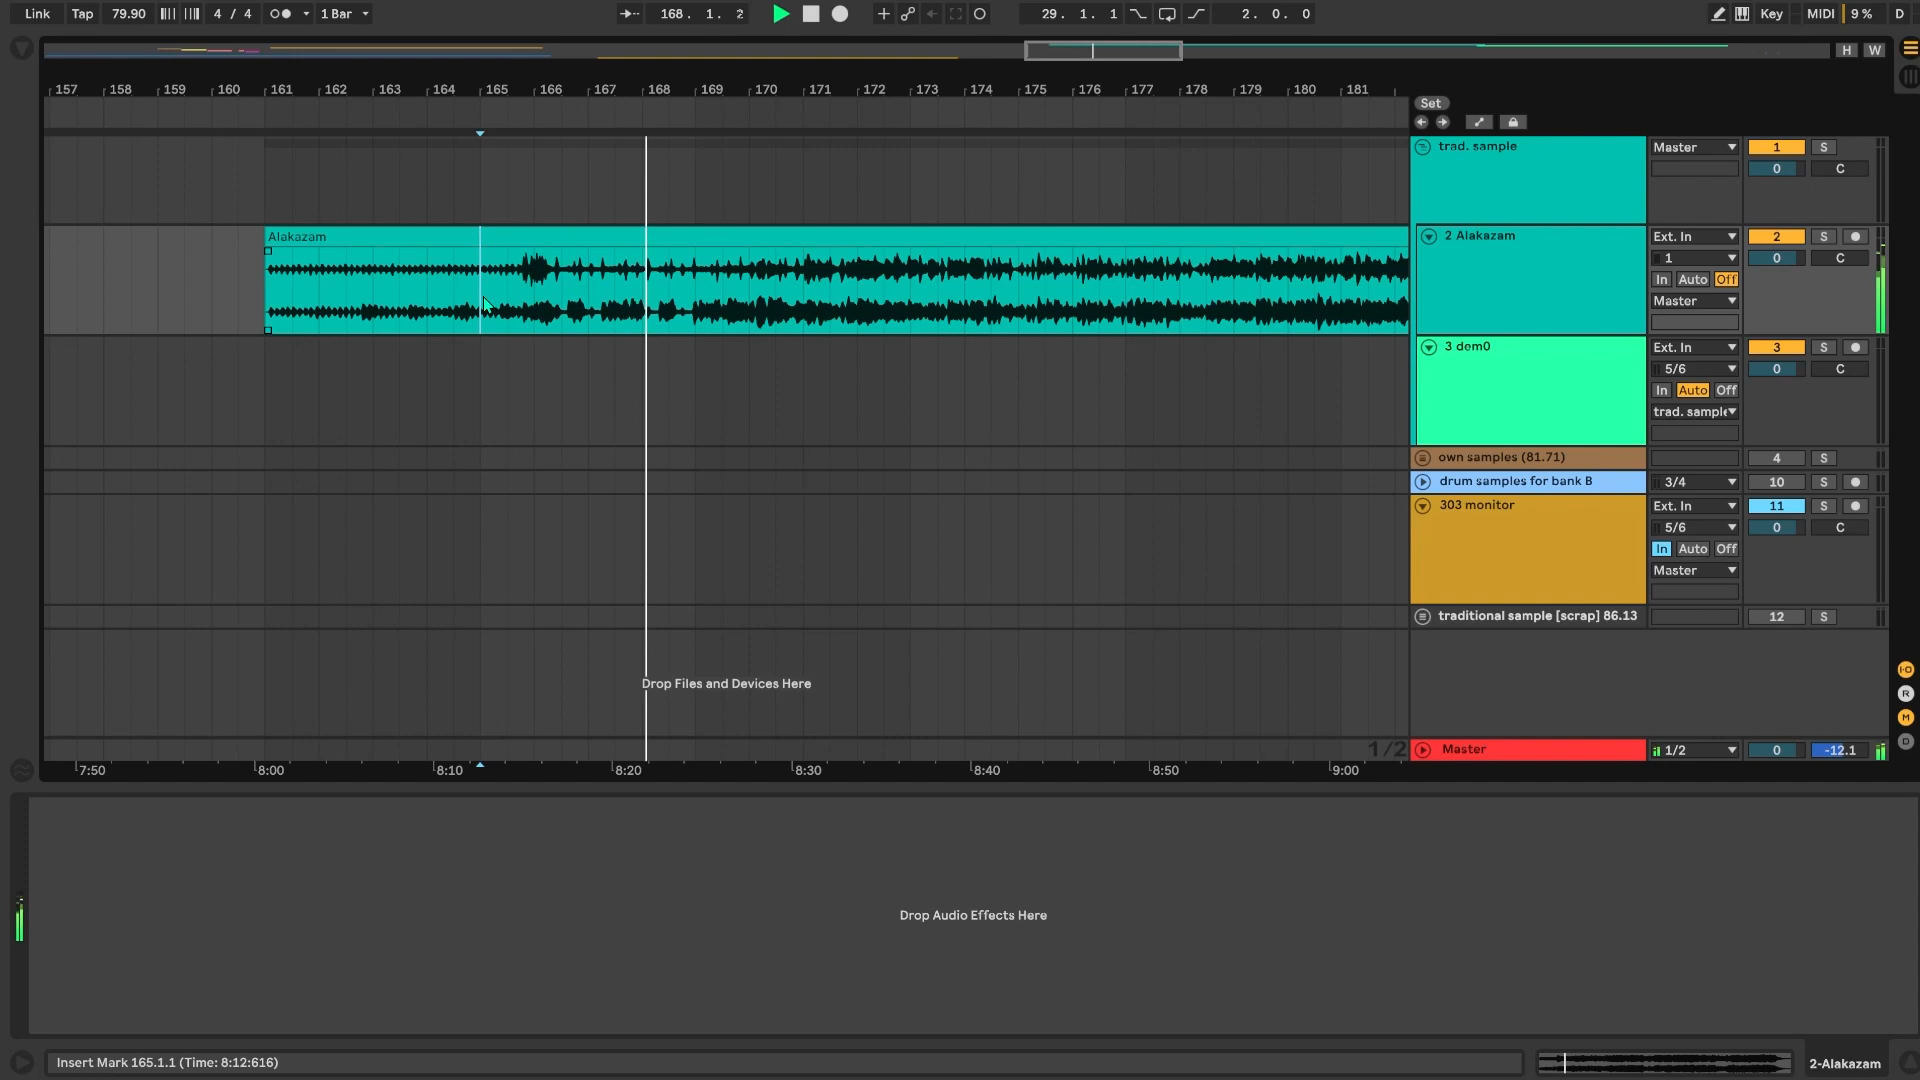 Link Tap 79.90 4 / 4 1 Bar 168. 1. 2 29. 1. 1 2. 0. 0 Key MIDI 9 % D
H W
157 158 159 160 161 162 163 164 165 166 167 168 169 170 171 172 173 174 175 176 177 178 179 180 181
Set
trad. sample Master 1 S
0 C
Alakazam 2 Alakazam Ext. In 2 S
1 0 C
In Auto Off
Master
3 dem0 Ext. In 3 S
5/6 0 C
In Auto Off
trad. sample
own samples (81.71) 4 S
drum samples for bank B 3/4 10 S
303 monitor Ext. In 11 S
5/6 0 C
In Auto Off
Master
traditional sample [scrap] 86.13 12 S
I·O
Drop Files and Devices Here
R
M
D
1/2 Master 1/2 0 -12.1
7:50 8:00 8:10 8:20 8:30 8:40 8:50 9:00
Drop Audio Effects Here
Insert Mark 165.1.1 (Time: 8:12:616) 2-Alakazam